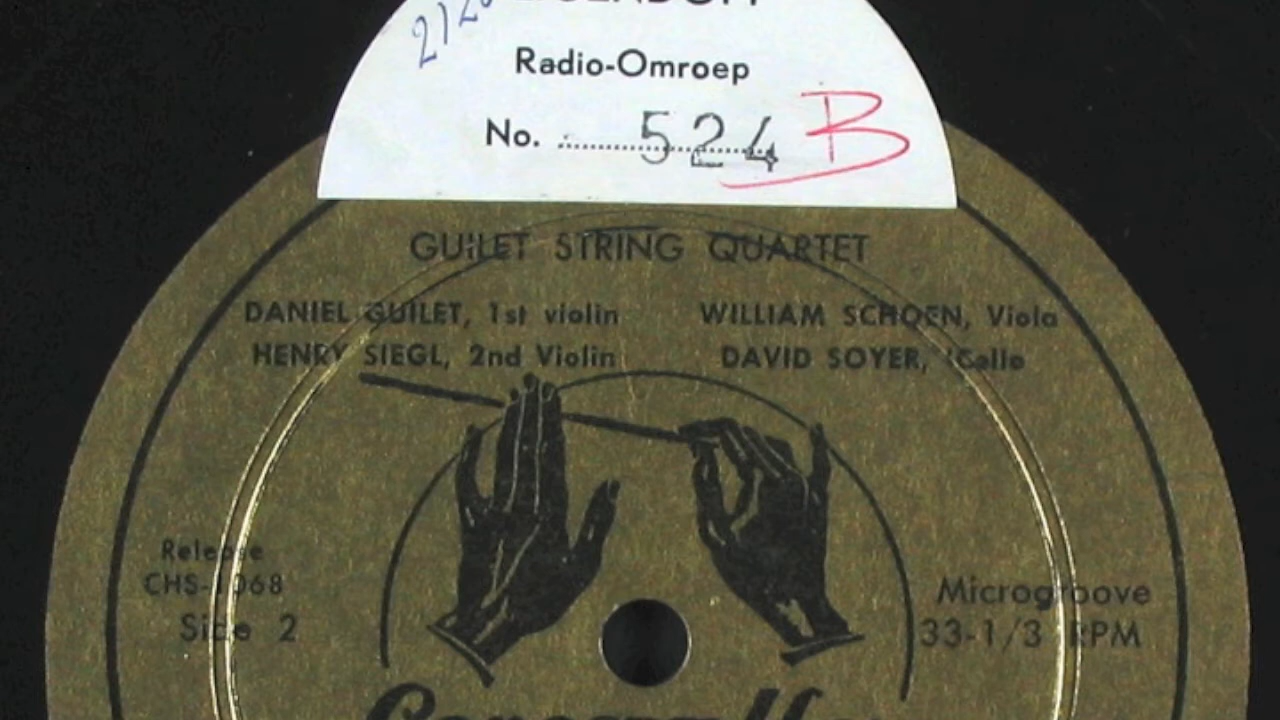 Radio-Omroep
No. 524 B
GUILET STRING QUARTET
DANIEL GUILET, 1st violin
HENRY SIEGL, 2nd Violin
WILLIAM SCHOEN, Viola
DAVID SOYER, 'Cello
Release
CHS-1068
Side 2
Microgroove
33-1/3 RPM